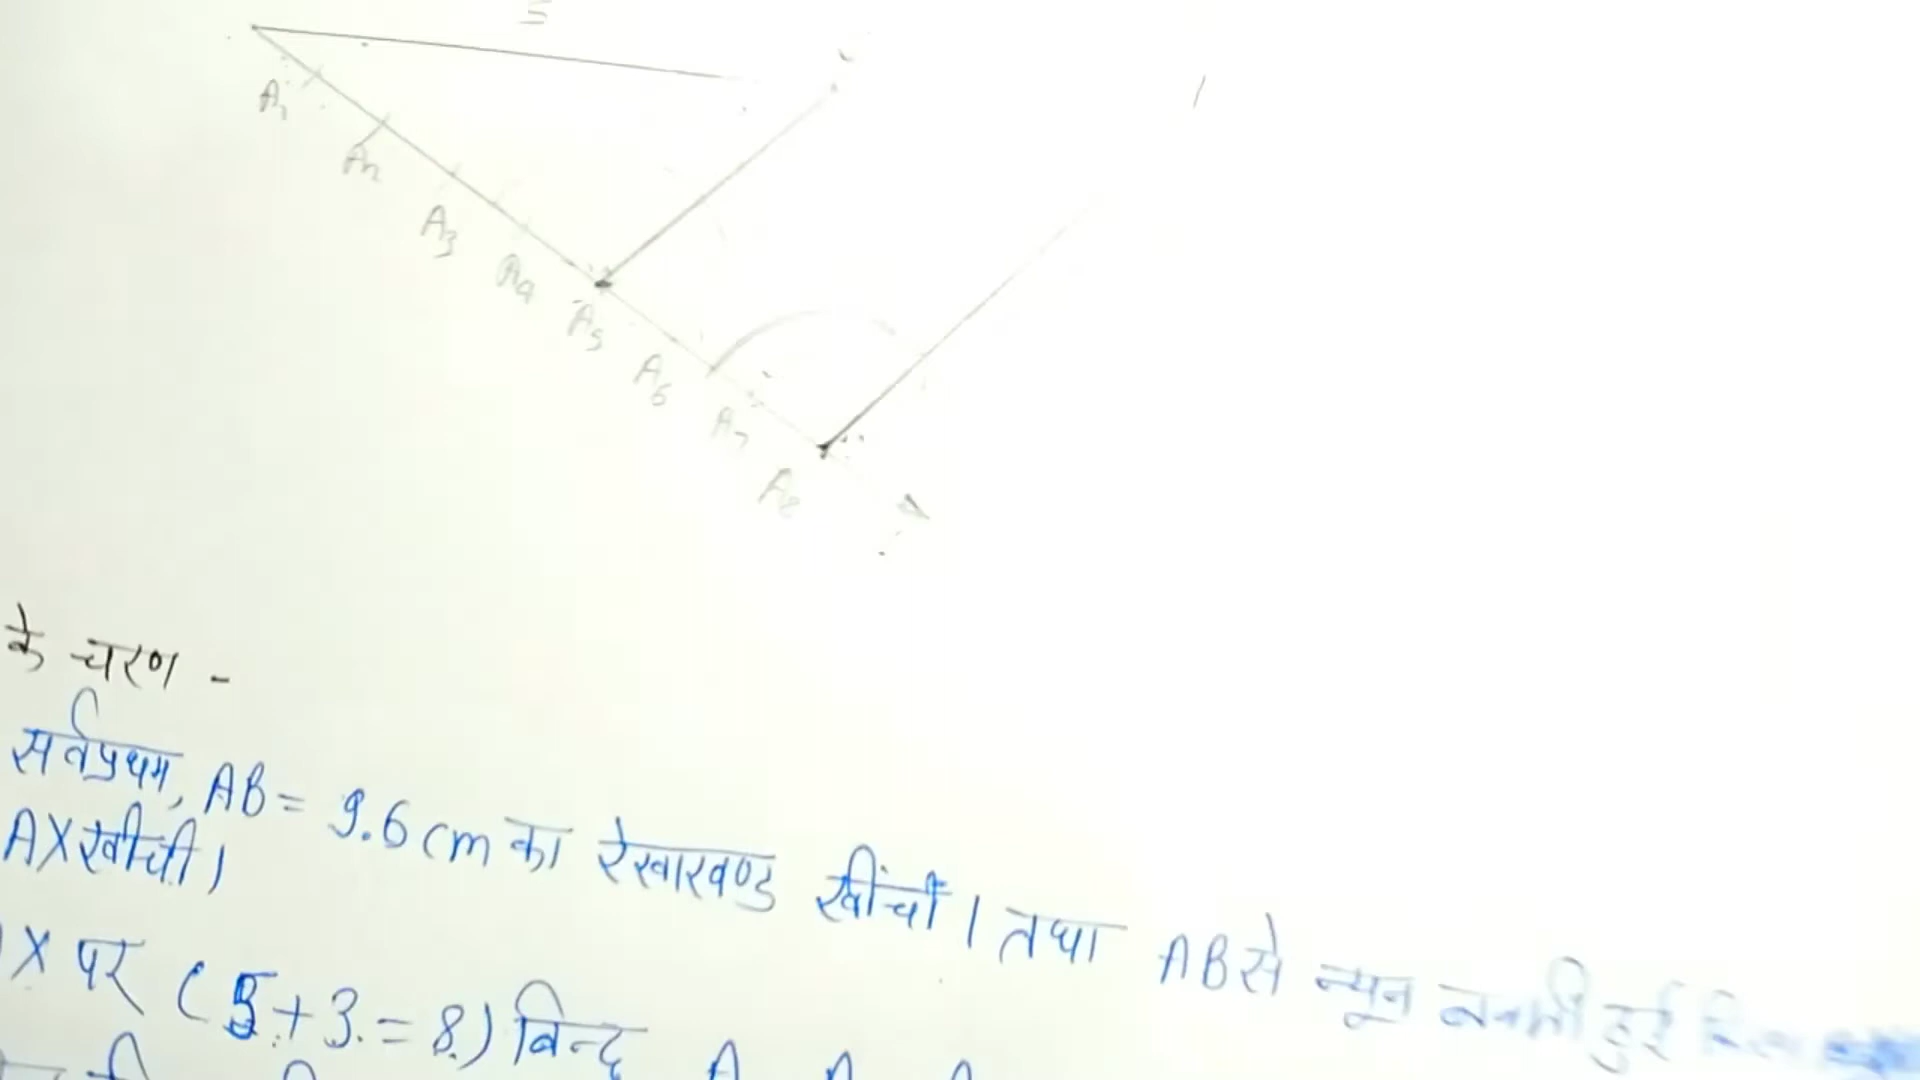 5
A₁
A₂
A₃
A₄
A₅
A₆
A₇
A₈
के चरण -
सर्वप्रथम, AB = 9.6 cm का रेखाखण्ड खींचीं । तथा AB से न्यून बनाती हुई
AX खींची ।
X पर ( 5 + 3 = 8 ) बिन्दु